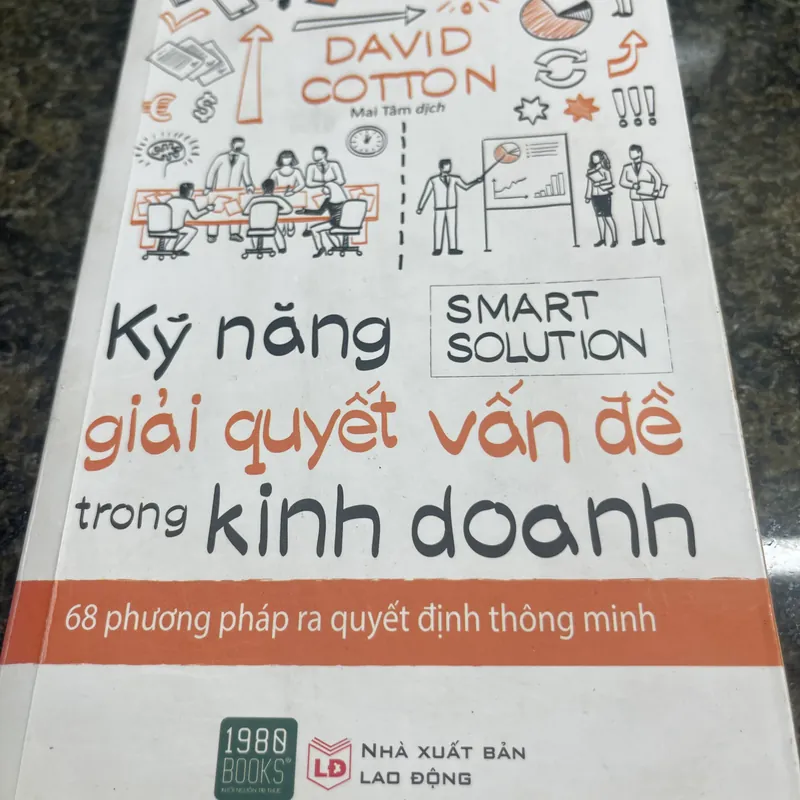 DAVID
COTTON
Mai Tâm dịch
Kỹ năng
SMART
SOLUTION
giải quyết vấn đề
trong kinh doanh
68 phương pháp ra quyết định thông minh
1980
BOOKS
NHÀ XUẤT BẢN
LAO ĐỘNG
LĐ